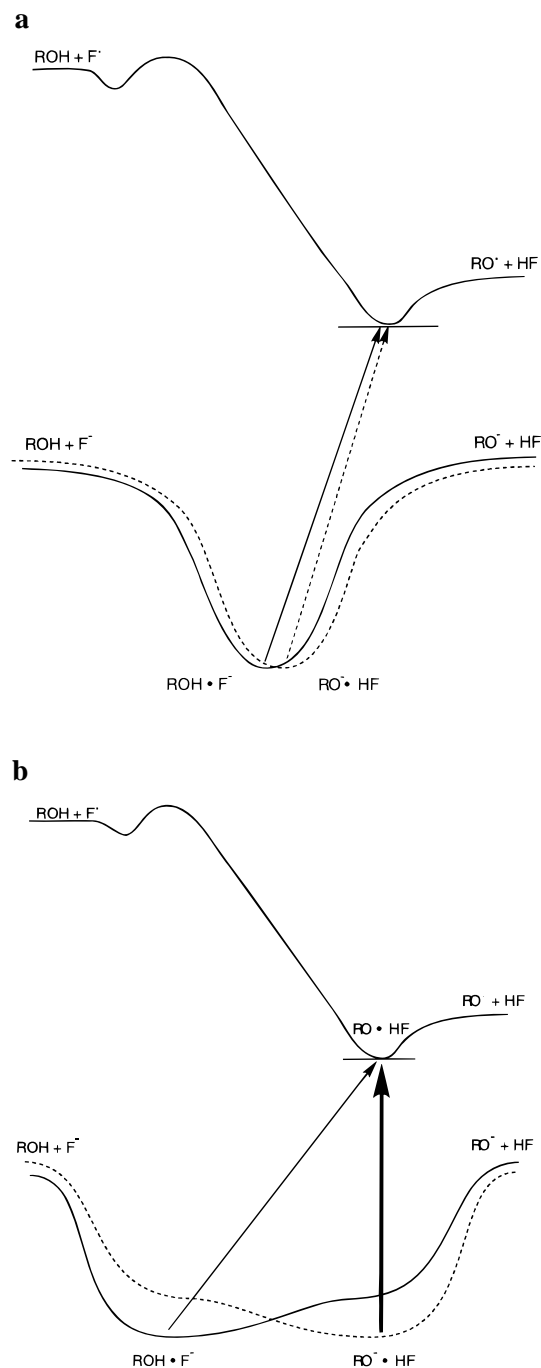 a
ROH + F˙
RO˙ + HF
ROH + F⁻
RO⁻ + HF
ROH • F⁻
RO⁻• HF
b
ROH + F˙
RO • HF
RO + HF
ROH + F⁻
RO⁻ + HF
ROH • F⁻
RO⁻ • HF